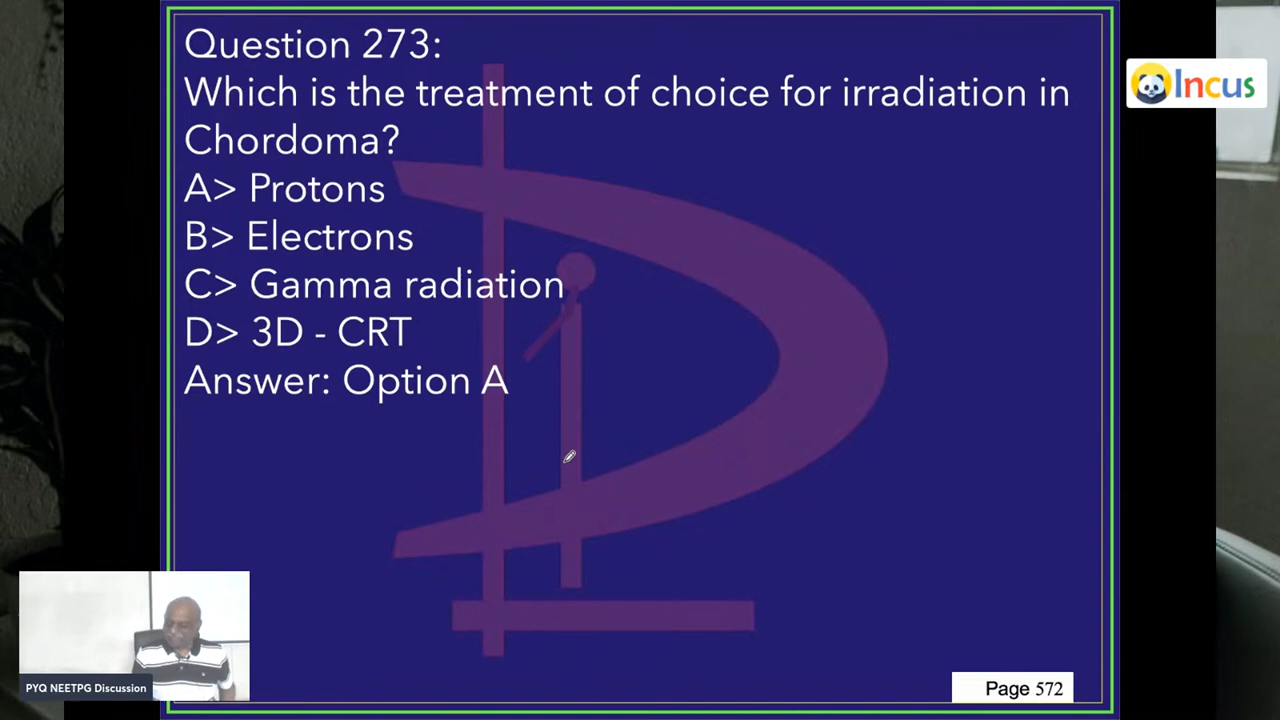 Question 273:
Which is the treatment of choice for irradiation in
Chordoma?
A> Protons
B> Electrons
C> Gamma radiation
D> 3D - CRT
Answer: Option A
Incus
PYQ NEETPG Discussion
Page 572